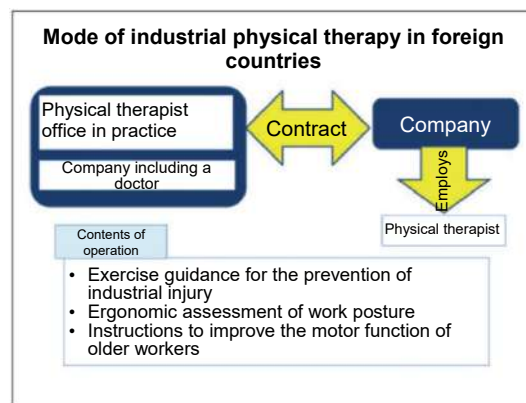 Mode of industrial physical therapy in foreign
countries
Physical therapist
office in practice
Company including a
doctor
Contract
Company
Employs
Physical therapist
Contents of
operation
• Exercise guidance for the prevention of
industrial injury
• Ergonomic assessment of work posture
• Instructions to improve the motor function of
older workers